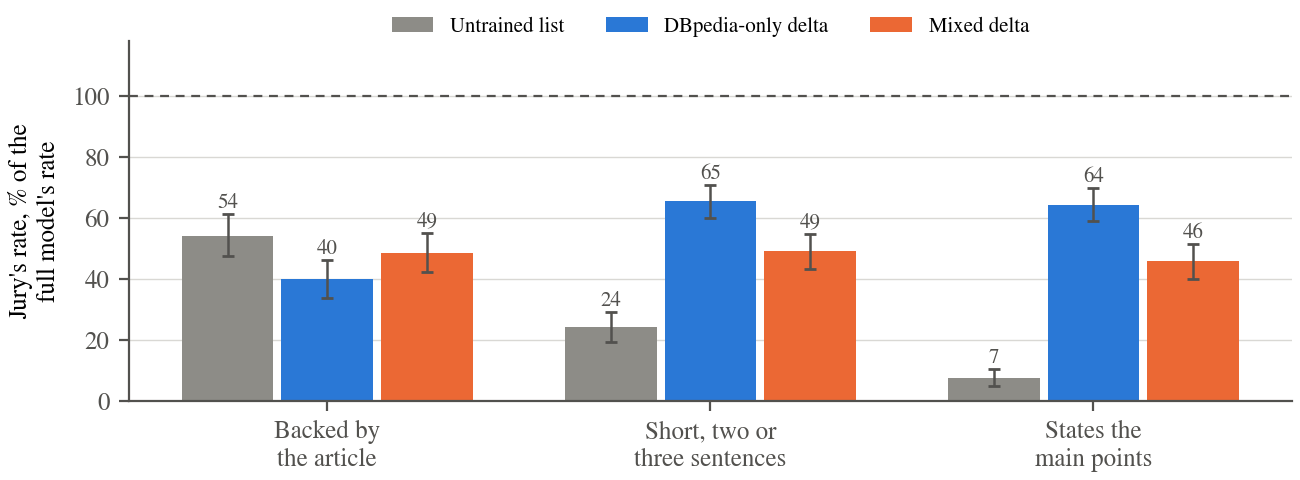 Untrained list
DBpedia-only delta
Mixed delta
Jury's rate, % of the
full model's rate
100
80
60
40
20
0
54
40
49
24
65
49
7
64
46
Backed by
the article
Short, two or
three sentences
States the
main points